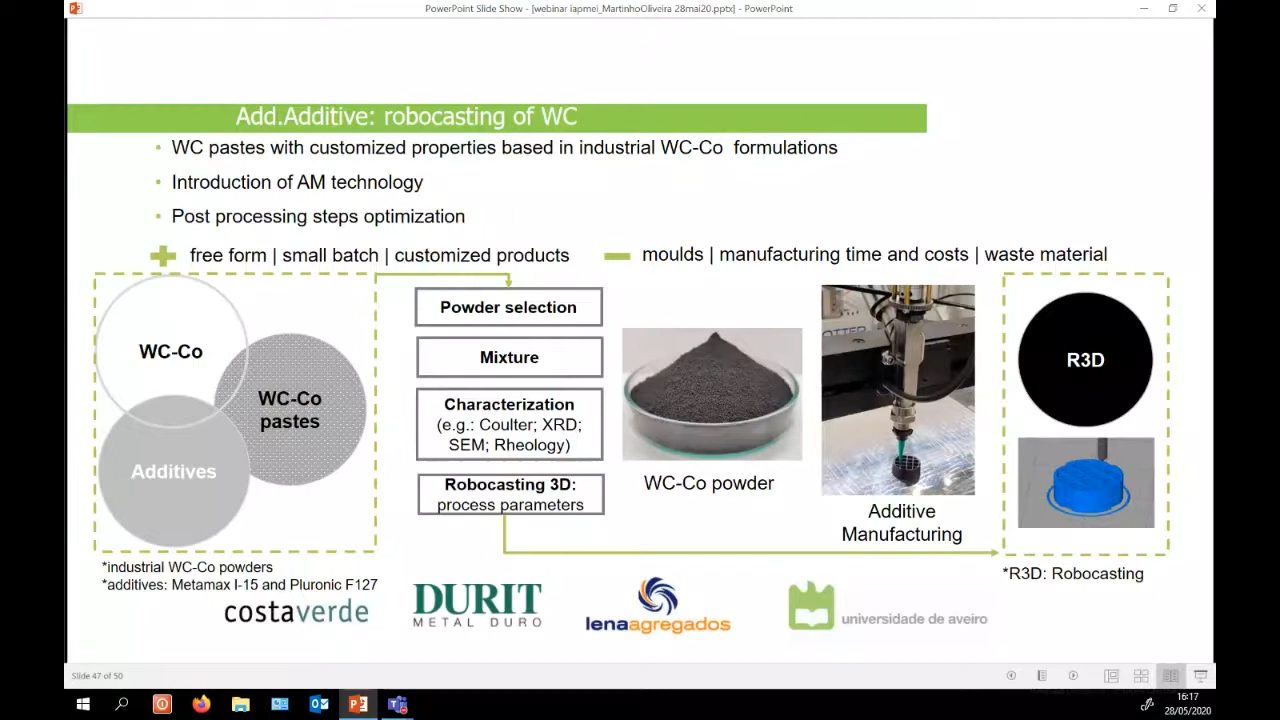 PowerPoint Slide Show - [webinar iapmei_MartinhoOliveira 28mai20.pptx] - PowerPoint
Add.Additive: robocasting of WC
• WC pastes with customized properties based in industrial WC-Co formulations
• Introduction of AM technology
• Post processing steps optimization
free form | small batch | customized products
moulds | manufacturing time and costs | waste material
WC-Co
WC-Co
pastes
Additives
*industrial WC-Co powders
*additives: Metamax I-15 and Pluronic F127
Powder selection
Mixture
Characterization
(e.g.: Coulter; XRD;
SEM; Rheology)
Robocasting 3D:
process parameters
WC-Co powder
Additive
Manufacturing
R3D
*R3D: Robocasting
costaverde
DURIT
METAL DURO
lenaagregados
universidade de aveiro
Slide 47 of 50
16:17
28/05/2020